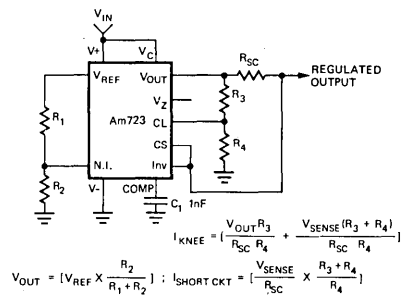 V_IN
V+ V_C
V_REF V_OUT R_SC REGULATED OUTPUT
V_Z R_3
R_1 Am723 CL
CS R_4
N.I. Inv
R_2 V- COMP C_1 1nF
I_KNEE = [V_OUT R_3 / R_SC R_4 + V_SENSE (R_3 + R_4) / R_SC R_4]
V_OUT = [V_REF X R_2 / R_1 + R_2] ; I_SHORT CKT = [V_SENSE / R_SC X R_3 + R_4 / R_4]